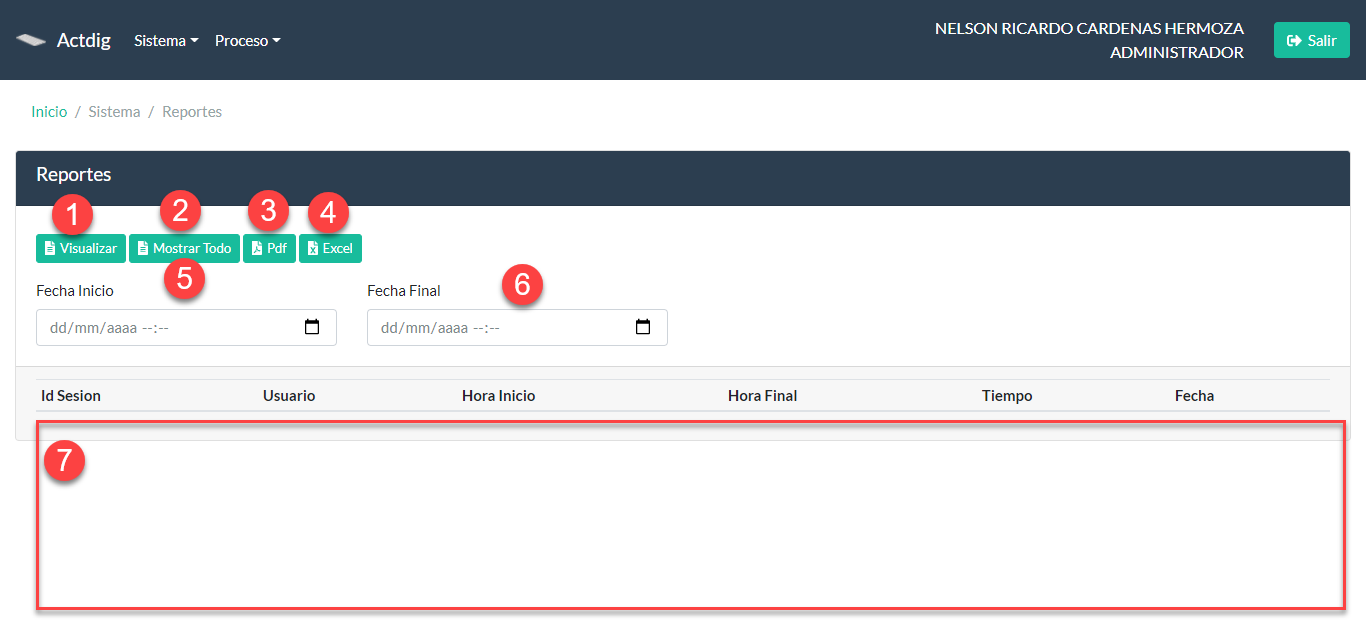 Actdig Sistema Proceso
NELSON RICARDO CARDENAS HERMOZA
ADMINISTRADOR
Salir
Inicio / Sistema / Reportes
Reportes
1 2 3 4
Visualizar Mostrar Todo Pdf Excel
5 6
Fecha Inicio Fecha Final
dd/mm/aaaa --:-- dd/mm/aaaa --:--
Id Sesion Usuario Hora Inicio Hora Final Tiempo Fecha
7